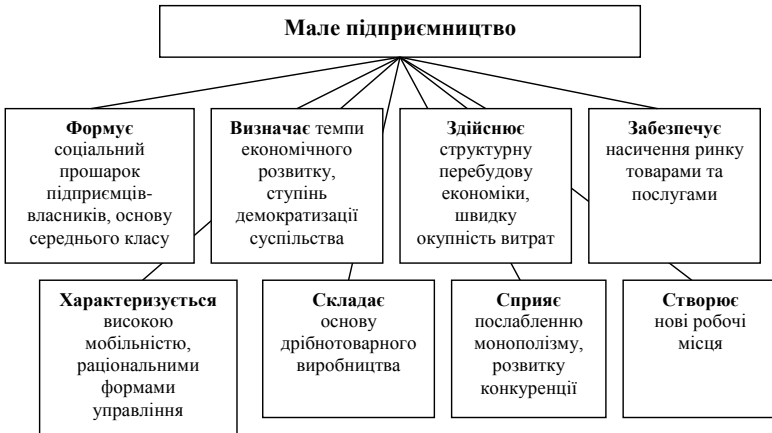 Мале підприємництво
Формує
соціальний
прошарок
підприємців-
власників, основу
середнього класу
Визначає темпи
економічного
розвитку,
ступінь
демократизації
суспільства
Здійснює
структурну
перебудову
економіки,
швидку
окупність витрат
Забезпечує
насичення ринку
товарами та
послугами
Характеризується
високою
мобільністю,
раціональними
формами
управління
Складає
основу
дрібнотоварного
виробництва
Сприяє
послабленню
монополізму,
розвитку
конкуренції
Створює
нові робочі
місця